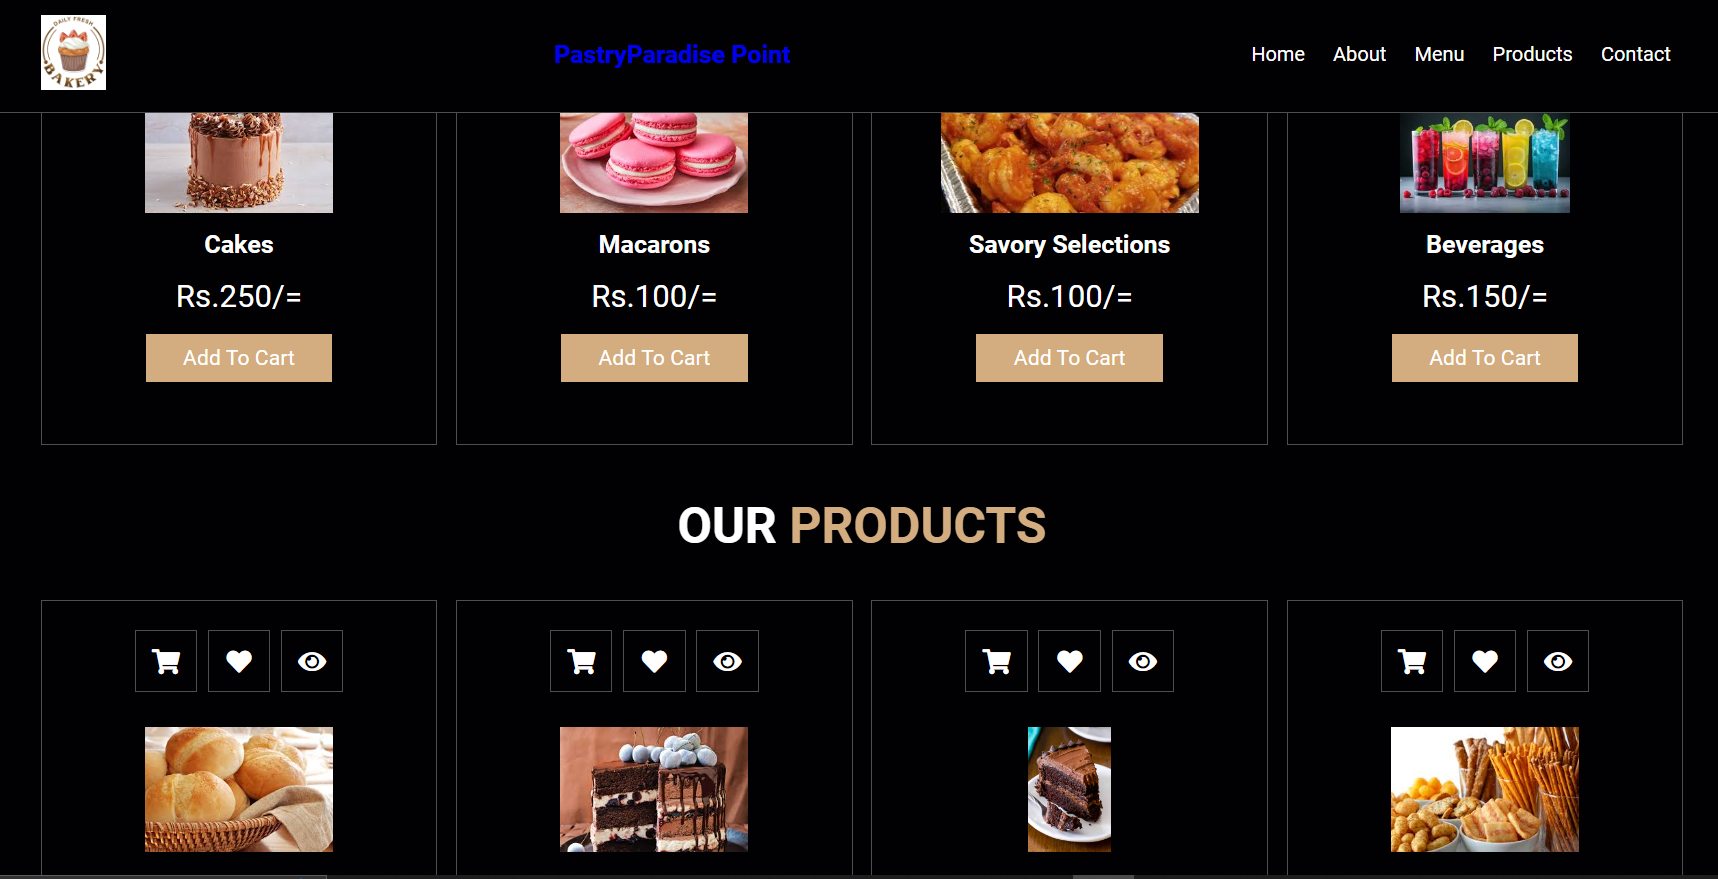 DAILY FRESH
BAKERY
PastryParadise Point
Home About Menu Products Contact
Cakes Macarons Savory Selections Beverages
Rs.250/= Rs.100/= Rs.100/= Rs.150/=
Add To Cart Add To Cart Add To Cart Add To Cart
OUR PRODUCTS